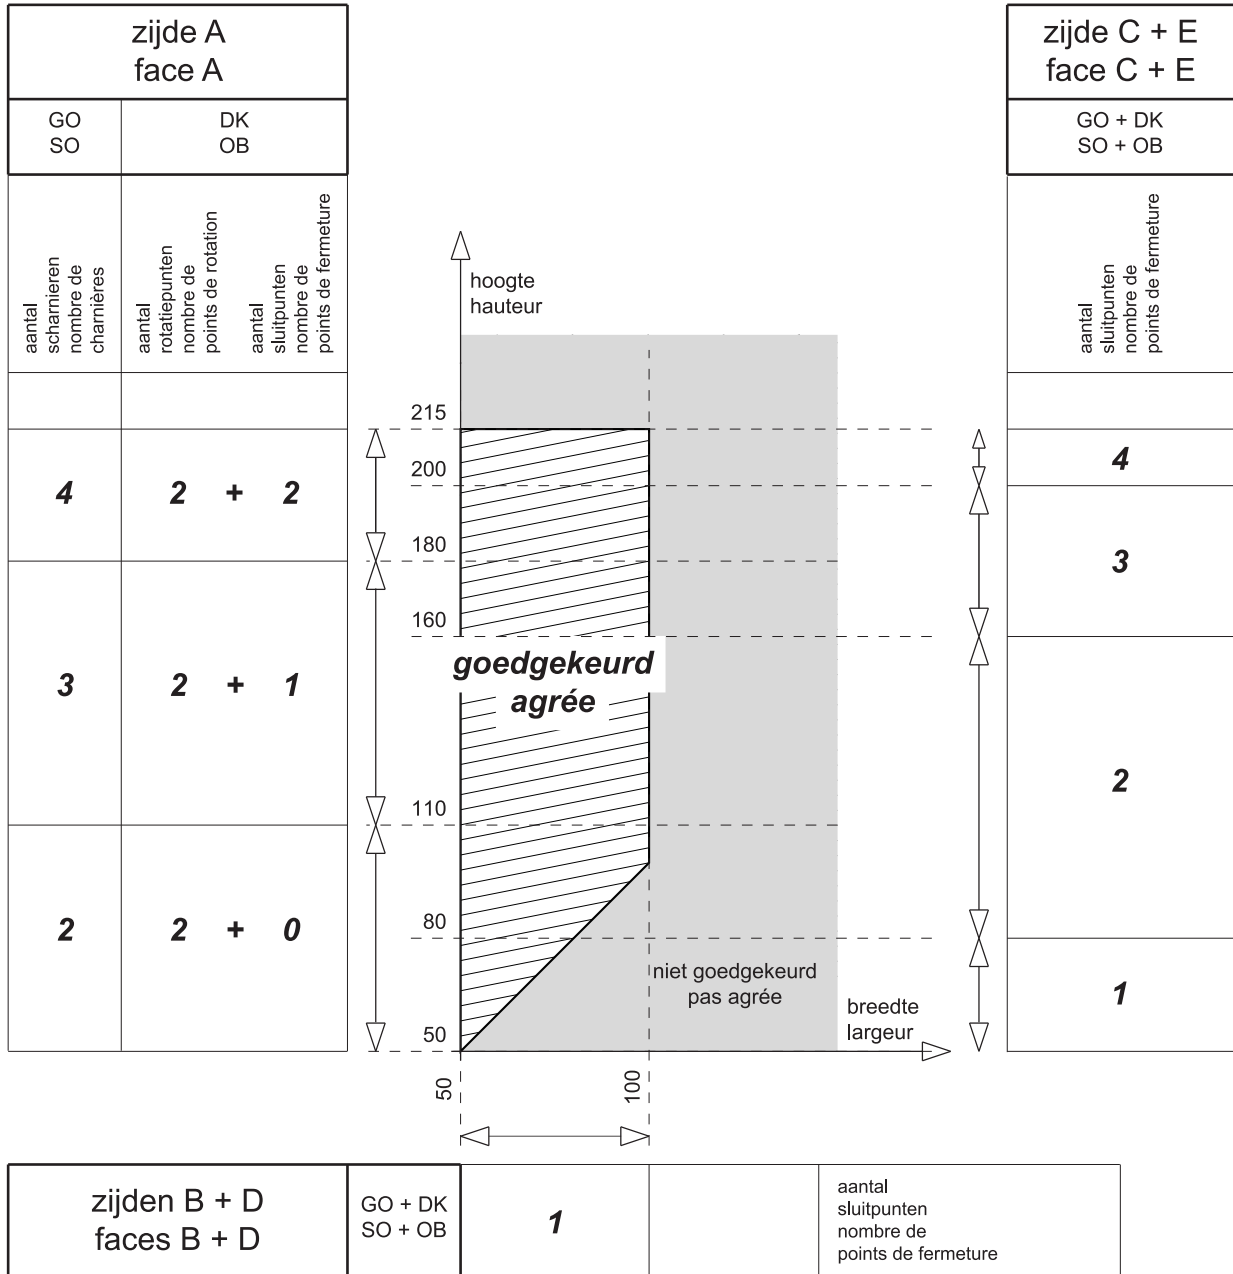 zijde A
face A
GO
SO
DK
OB
aantal
scharnieren
nombre de
charnières
aantal
rotatiepunten
nombre de
points de rotation
aantal
sluitpunten
nombre de
points de fermeture
4
2 + 2
3
2 + 1
2
2 + 0
hoogte
hauteur
215
200
180
160
110
80
50
goedgekeurd
agrée
niet goedgekeurd
pas agrée
breedte
largeur
50
100
zijde C + E
face C + E
GO + DK
SO + OB
aantal
sluitpunten
nombre de
points de fermeture
4
3
2
1
zijden B + D
faces B + D
GO + DK
SO + OB
1
aantal
sluitpunten
nombre de
points de fermeture